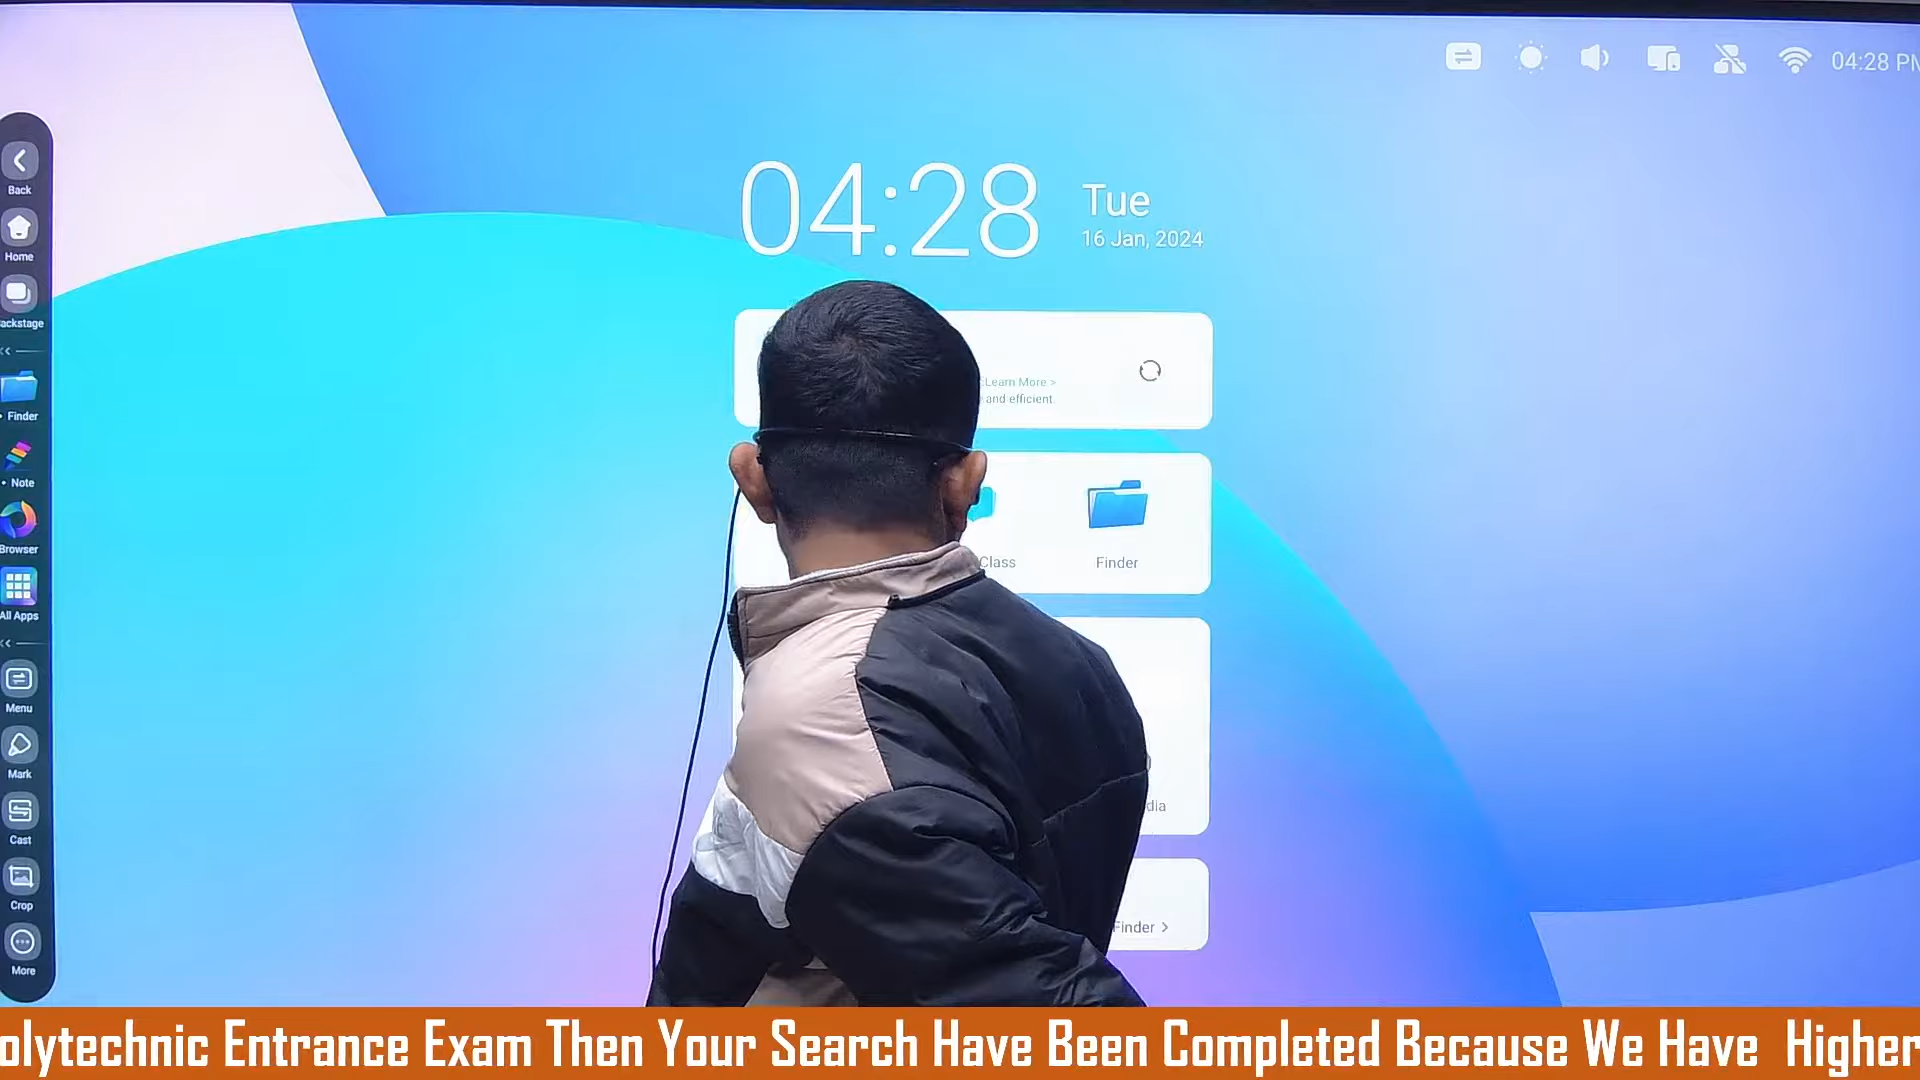 04:28 PM
04:28
Tue
16 Jan, 2024
Back
Home
ackstage
Finder
Note
Browser
All Apps
Menu
Mark
Cast
Crop
More
Learn More >
and efficient
Class
Finder
dia
Finder >
olytechnic Entrance Exam Then Your Search Have Been Completed Because We Have Higher